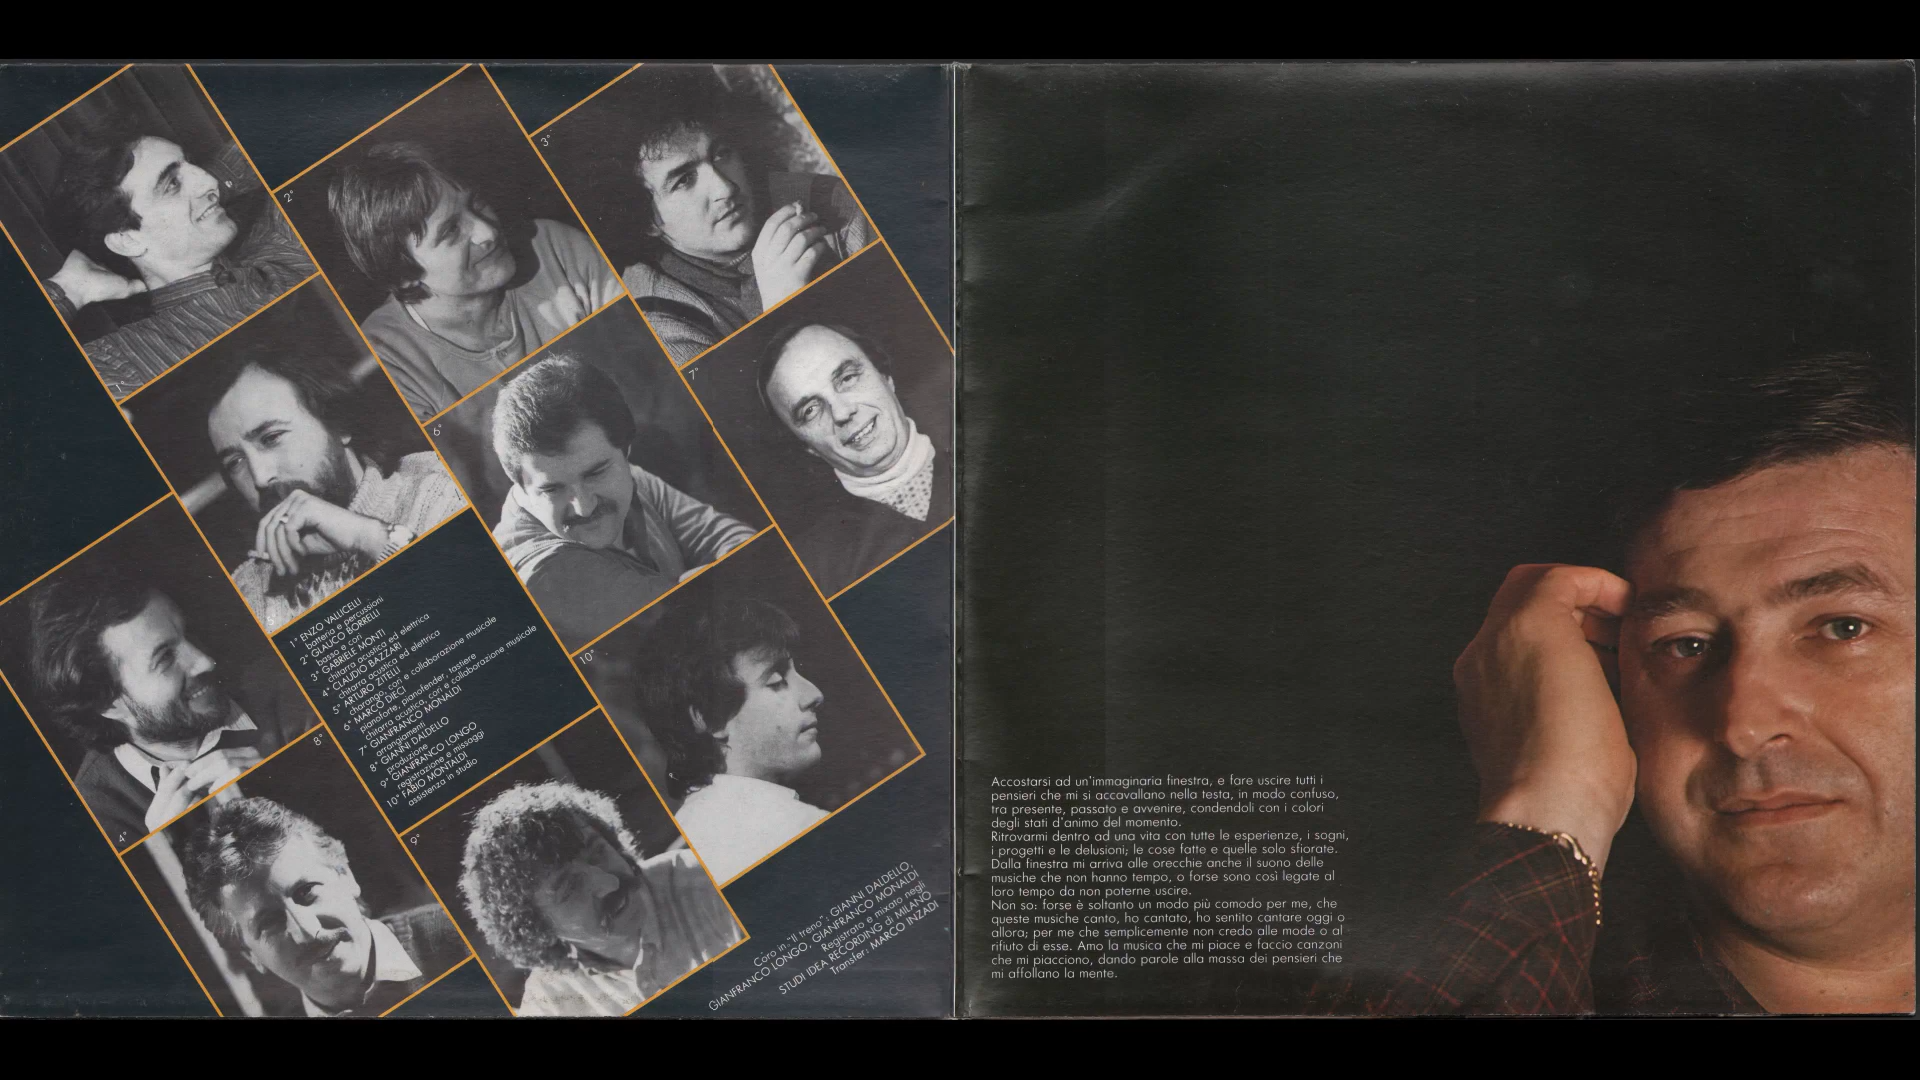 1°
2°
3°
4°
5°
6°
7°
8°
9°
10°
1° ENZO VALLICELLI
batteria e percussioni
2° GLAUCO BORRELLI
basso e cori
3° GABRIELE MONTI
chitarra acustica ed elettrica
4° CLAUDIO BAZZARI
chitarra acustica ed elettrica
5° ARTURO ZITELLI
charango, cori e collaborazione musicale
6° MARCO DIECI
pianoforte, pianofender, tastiere
chitarra acustica, cori e collaborazione musicale
7° GIANFRANCO MONALDI
arrangiamenti
8° GIANNI DALDELLO
produzione
9° GIANFRANCO LONGO
registrazione e missaggi
10° FABIO MONTALDI
assistenza in studio
Coro in "Il treno": GIANNI DALDELLO,
GIANFRANCO LONGO, GIANFRANCO MONALDI
Registrato e mixato negli
STUDI IDEA RECORDING di MILANO
Transfer: MARCO INZADI
Accostarsi ad un'immaginaria finestra, e fare uscire tutti i
pensieri che mi si accavallano nella testa, in modo confuso,
tra presente, passato e avvenire, condendoli con i colori
degli stati d'animo del momento.
Ritrovarmi dentro ad una vita con tutte le esperienze, i sogni,
i progetti e le delusioni; le cose fatte e quelle solo sfiorate.
Dalla finestra mi arriva alle orecchie anche il suono delle
musiche che non hanno tempo, o forse sono così legate al
loro tempo da non poterne uscire.
Non so: forse è soltanto un modo più comodo per me, che
queste musiche canto, ho cantato, ho sentito cantare oggi o
allora; per me che semplicemente non credo alle mode o al
rifiuto di esse. Amo la musica che mi piace e faccio canzoni
che mi piacciono, dando parole alla massa dei pensieri che
mi affollano la mente.